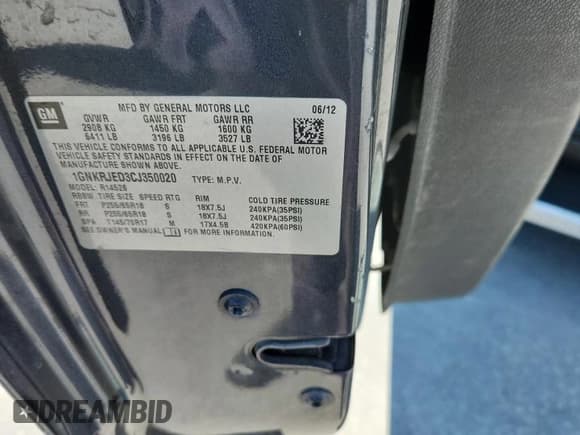 GM
MFD BY GENERAL MOTORS LLC 06/12
GVWR GAWR FRT GAWR RR
2908 KG 1450 KG 1600 KG
6411 LB 3196 LB 3527 LB
THIS VEHICLE CONFORMS TO ALL APPLICABLE U.S. FEDERAL MOTOR
VEHICLE SAFETY STANDARDS IN EFFECT ON THE DATE OF
MANUFACTURE SHOWN ABOVE.
1GNKRJED3CJ350020 TYPE: M.P.V.
MODEL: R14526
TIRE SIZE SPEED RTG RIM COLD TIRE PRESSURE
FRT P255/65R18 S 18X7.5J 240KPA(35PSI)
RR P255/65R18 S 18X7.5J 240KPA(35PSI)
SPA T145/70R17 M 17X4.5B 420KPA(60PSI)
SEE OWNER'S MANUAL FOR MORE INFORMATION.
DREAMBID